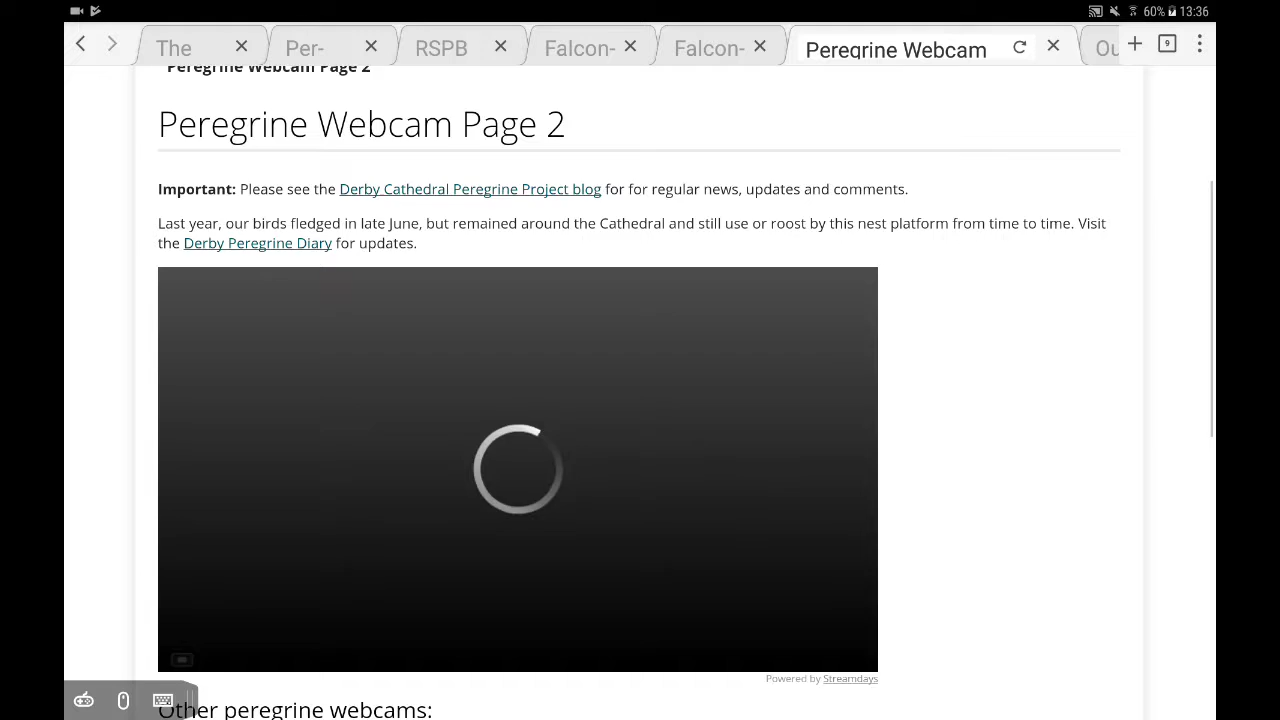 60% 13:36
The Per- RSPB Falcon- Falcon- Peregrine Webcam Ou 9
Peregrine Webcam Page 2
Peregrine Webcam Page 2
Important: Please see the Derby Cathedral Peregrine Project blog for for regular news, updates and comments.
Last year, our birds fledged in late June, but remained around the Cathedral and still use or roost by this nest platform from time to time. Visit
the Derby Peregrine Diary for updates.
Powered by Streamdays
Other peregrine webcams: